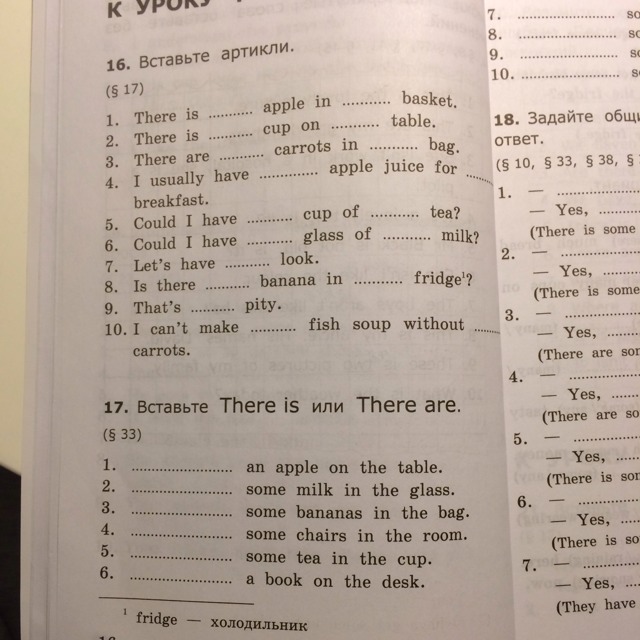 К УРОКУ
16. Вставьте артикли.
(§ 17)
1. There is .......... apple in ........... basket.
2. There is .......... cup on ........... table.
3. There are .......... carrots in ........... bag.
4. I usually have ............. apple juice for ........
breakfast.
5. Could I have .......... cup of ........... tea?
6. Could I have .......... glass of ........... milk?
7. Let's have .......... look.
8. Is there .......... banana in ........... fridge¹?
9. That's .......... pity.
10. I can't make .......... fish soup without ........
carrots.
17. Вставьте There is или There are.
(§ 33)
1. ........................ an apple on the table.
2. ........................ some milk in the glass.
3. ........................ some bananas in the bag.
4. ........................ some chairs in the room.
5. ........................ some tea in the cup.
6. ........................ a book on the desk.
¹ fridge — холодильник
7. ........................ so
8. ........................ so
9. ........................ so
10. ........................ so
18. Задайте общи
ответ.
(§ 10, § 33, § 38, §
1. — ....................
— Yes, ............
(There is some
2. — ....................
— Yes, ............
(There is some
3. — ....................
— Yes, ............
(There are som
4. — ....................
— Yes, ............
(There are so
5. — ....................
— Yes, ............
(There is som
6. — ....................
— Yes, ............
(There is so
7. — ....................
— Yes, ............
(They have